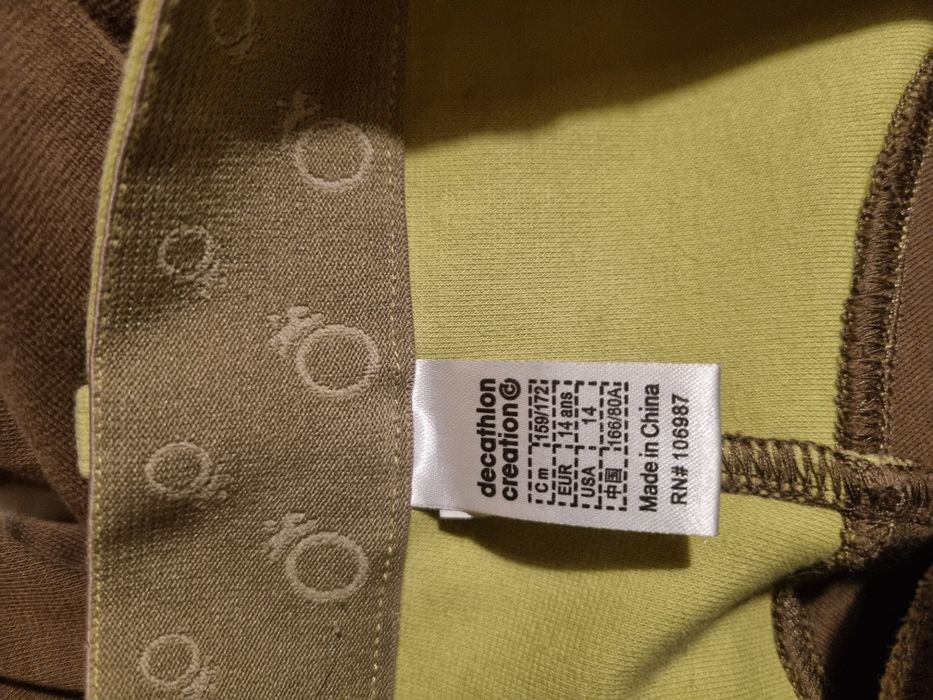 decathlon
creation
Cm 159/172
EUR 14 ans
USA 14
中国 166/80A
Made in China
RN# 106987